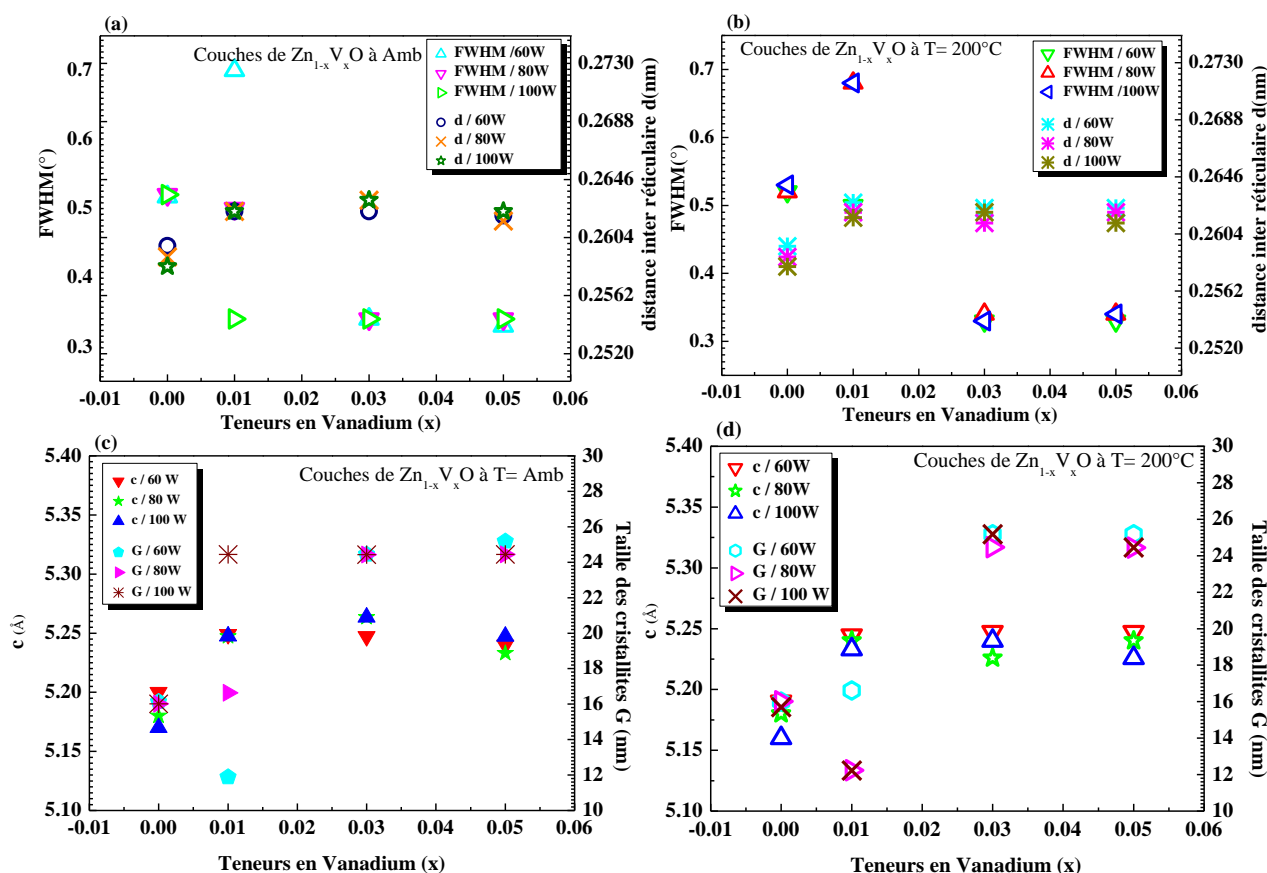 (a)
Couches de Zn1-xVxO à Amb
FWHM /60W
FWHM / 80W
FWHM / 100W
d / 60W
d / 80W
d / 100W
0.7
0.6
0.5
0.4
0.3
FWHM(°)
0.2730
0.2688
0.2646
0.2604
0.2562
0.2520
distance inter réticulaire d(nm)
-0.01 0.00 0.01 0.02 0.03 0.04 0.05 0.06
Teneurs en Vanadium (x)
(b)
Couches de Zn1-xVxO à T= 200°C
FWHM / 60W
FWHM / 80W
FWHM /100W
d / 60W
d / 80W
d / 100W
0.7
0.6
0.5
0.4
0.3
FWHM(°)
0.2730
0.2688
0.2646
0.2604
0.2562
0.2520
distance inter réticulaire d(nm)
-0.01 0.00 0.01 0.02 0.03 0.04 0.05 0.06
Teneurs en Vanadium (x)
(c)
Couches de Zn1-xVxO à T= Amb
c / 60 W
c / 80 W
c / 100 W
G / 60W
G / 80W
G / 100 W
5.40
5.35
5.30
5.25
5.20
5.15
5.10
c (Å)
30
28
26
24
22
20
18
16
14
12
10
Taille des cristallites G (nm)
-0.01 0.00 0.01 0.02 0.03 0.04 0.05 0.06
Teneurs en Vanadium (x)
(d)
Couches de Zn1-xVxO à T= 200°C
c / 60W
c / 80W
c / 100W
G / 60W
G / 80W
G / 100 W
5.40
5.35
5.30
5.25
5.20
5.15
5.10
c (Å)
30
28
26
24
22
20
18
16
14
12
10
Taille des cristallites G (nm)
-0.01 0.00 0.01 0.02 0.03 0.04 0.05 0.06
Teneurs en Vanadium (x)